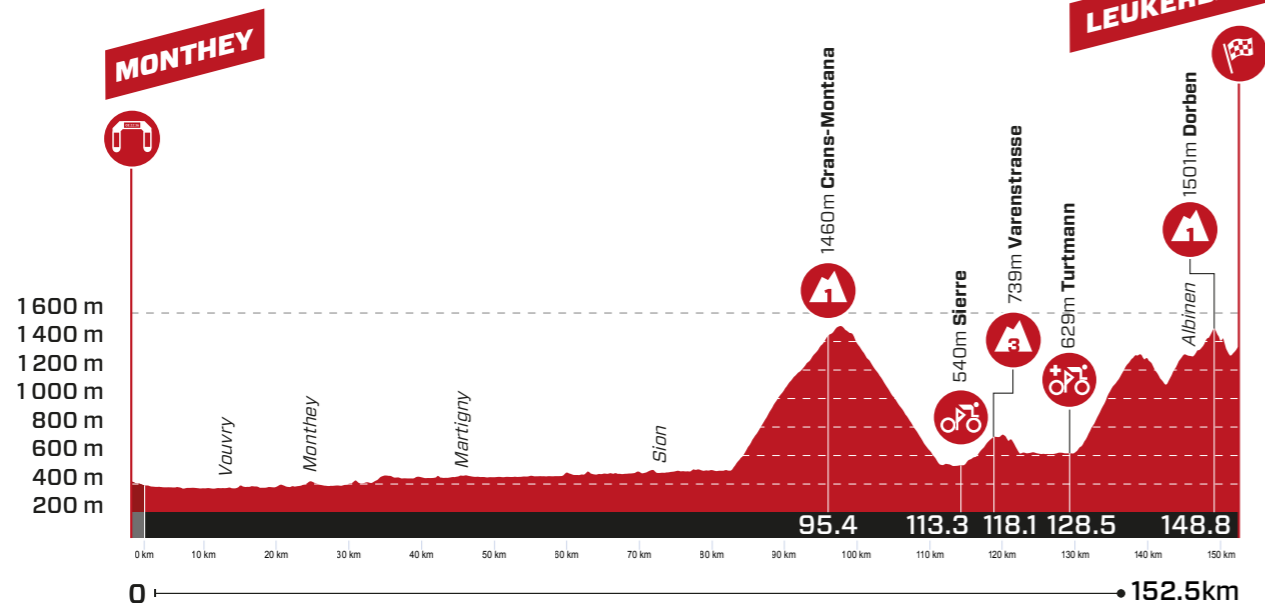 MONTHEY
1460m Crans-Montana
540m Sierre
739m Varenstrasse
629m Turtmann
1501m Dorben
Albinen
1
3
1
1600 m
1400 m
1200 m
1000 m
800 m
600 m
400 m
200 m
Vouvry
Monthey
Martigny
Sion
95.4 113.3 118.1 128.5 148.8
0 km 10 km 20 km 30 km 40 km 50 km 60 km 70 km 80 km 90 km 100 km 110 km 120 km 130 km 140 km 150 km
0 152.5km